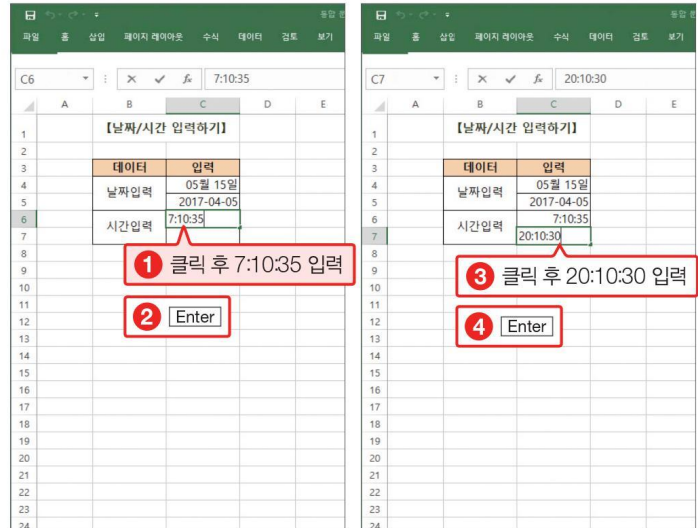 통합 문
파일 홈 삽입 페이지 레이아웃 수식 데이터 검토 보기
C6 fx 7:10:35
A B C D E
1 【날짜/시간 입력하기】
2
3 데이터 입력
4 날짜입력 05월 15일
5 2017-04-05
6 시간입력 7:10:35
7
8
9
10
11
12
13
14
15
16
17
18
19
20
21
22
23
24
1 클릭 후 7:10:35 입력
2 Enter
통합 문
파일 홈 삽입 페이지 레이아웃 수식 데이터 검토 보기
C7 fx 20:10:30
A B C D E
1 【날짜/시간 입력하기】
2
3 데이터 입력
4 날짜입력 05월 15일
5 2017-04-05
6 시간입력 7:10:35
7 20:10:30
8
9
10
11
12
13
14
15
16
17
18
19
20
21
22
23
24
3 클릭 후 20:10:30 입력
4 Enter